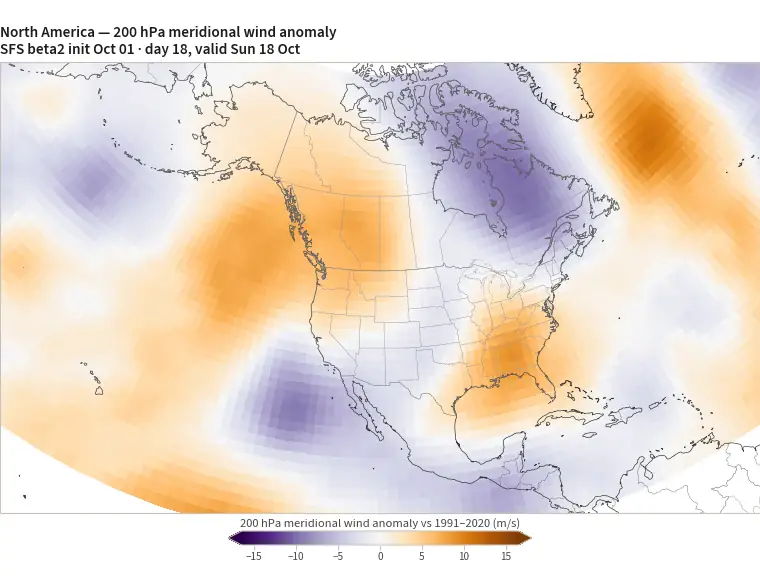 North America — 200 hPa meridional wind anomaly
SFS beta2 init Oct 01 · day 18, valid Sun 18 Oct
200 hPa meridional wind anomaly vs 1991–2020 (m/s)
−15 −10 −5 0 5 10 15